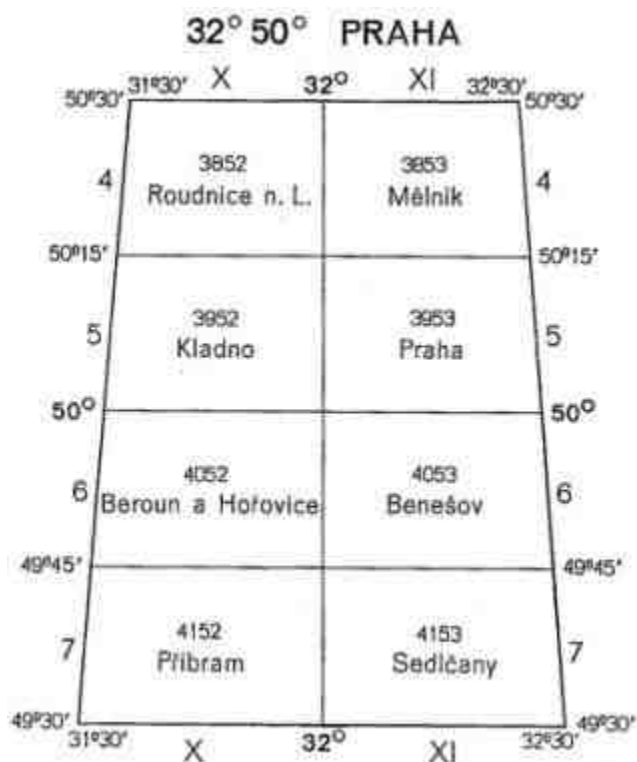 32° 50° PRAHA
31°30' X 32° XI 32°30'
50°30' 50°30'
4 3852 3853 4
Roudnice n. L. Mělník
50°15' 50°15'
5 3952 3953 5
Kladno Praha
50° 50°
6 4052 4053 6
Beroun a Hořovice Benešov
49°45' 49°45'
7 4152 4153 7
Příbram Sedlčany
49°30' 49°30'
31°30' X 32° XI 32°30'